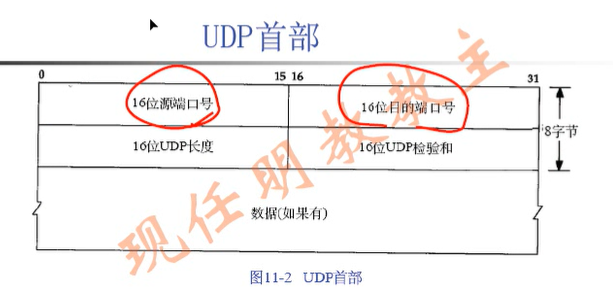 UDP首部
0 15 16 31
16位源端口号 16位目的端口号
8字节
16位UDP长度 16位UDP检验和
数据(如果有)
现任明教教主
图11-2 UDP首部